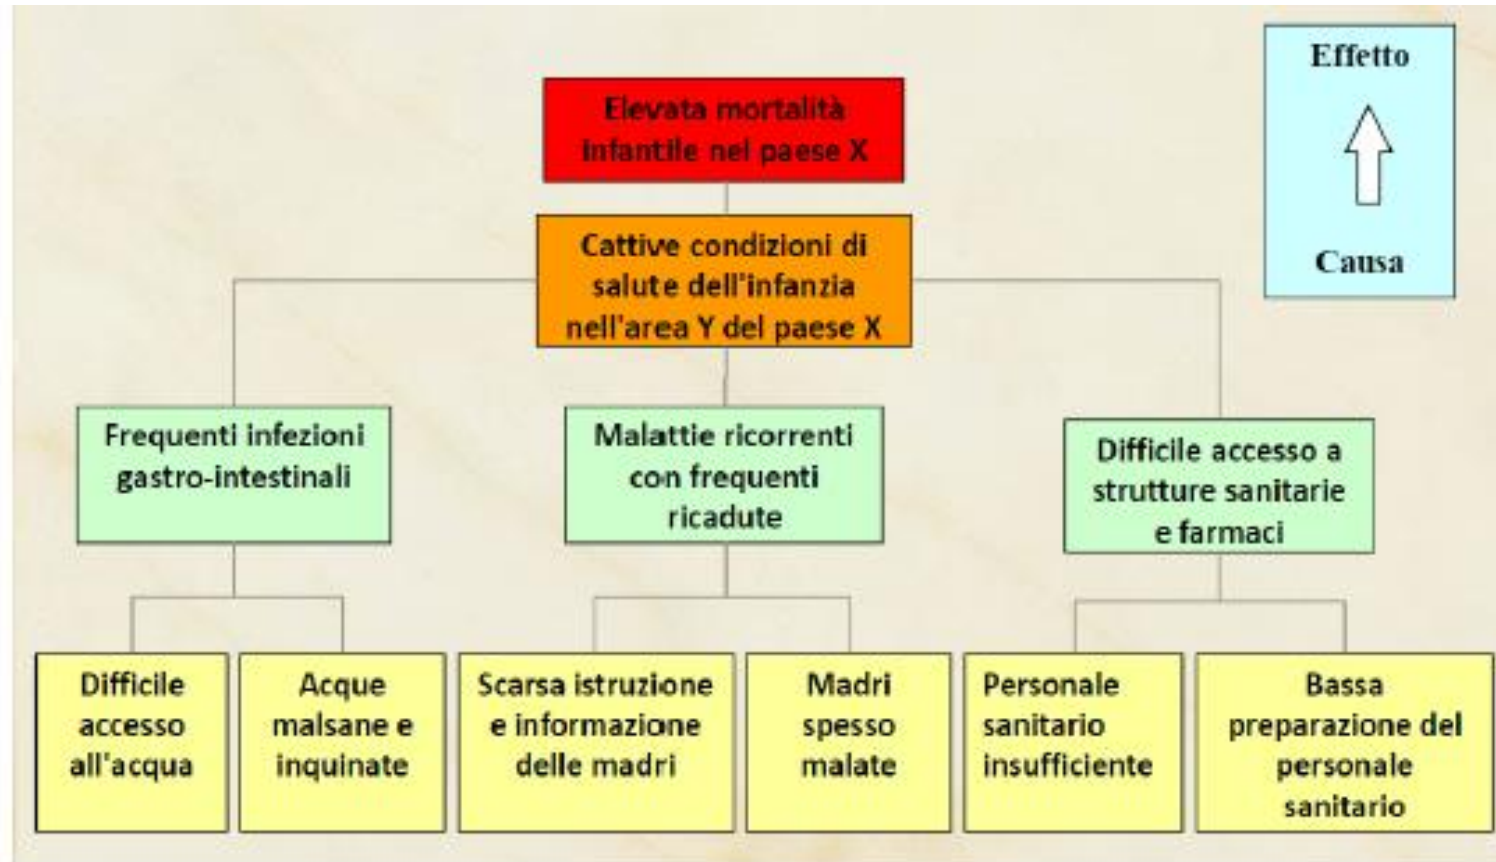 Effetto
Causa
Elevata mortalità
infantile nel paese X
Cattive condizioni di
salute dell'infanzia
nell'area Y del paese X
Frequenti infezioni
gastro-intestinali
Malattie ricorrenti
con frequenti
ricadute
Difficile accesso a
strutture sanitarie
e farmaci
Difficile
accesso
all'acqua
Acque
malsane e
inquinate
Scarsa istruzione
e informazione
delle madri
Madri
spesso
malate
Personale
sanitario
insufficiente
Bassa
preparazione del
personale
sanitario